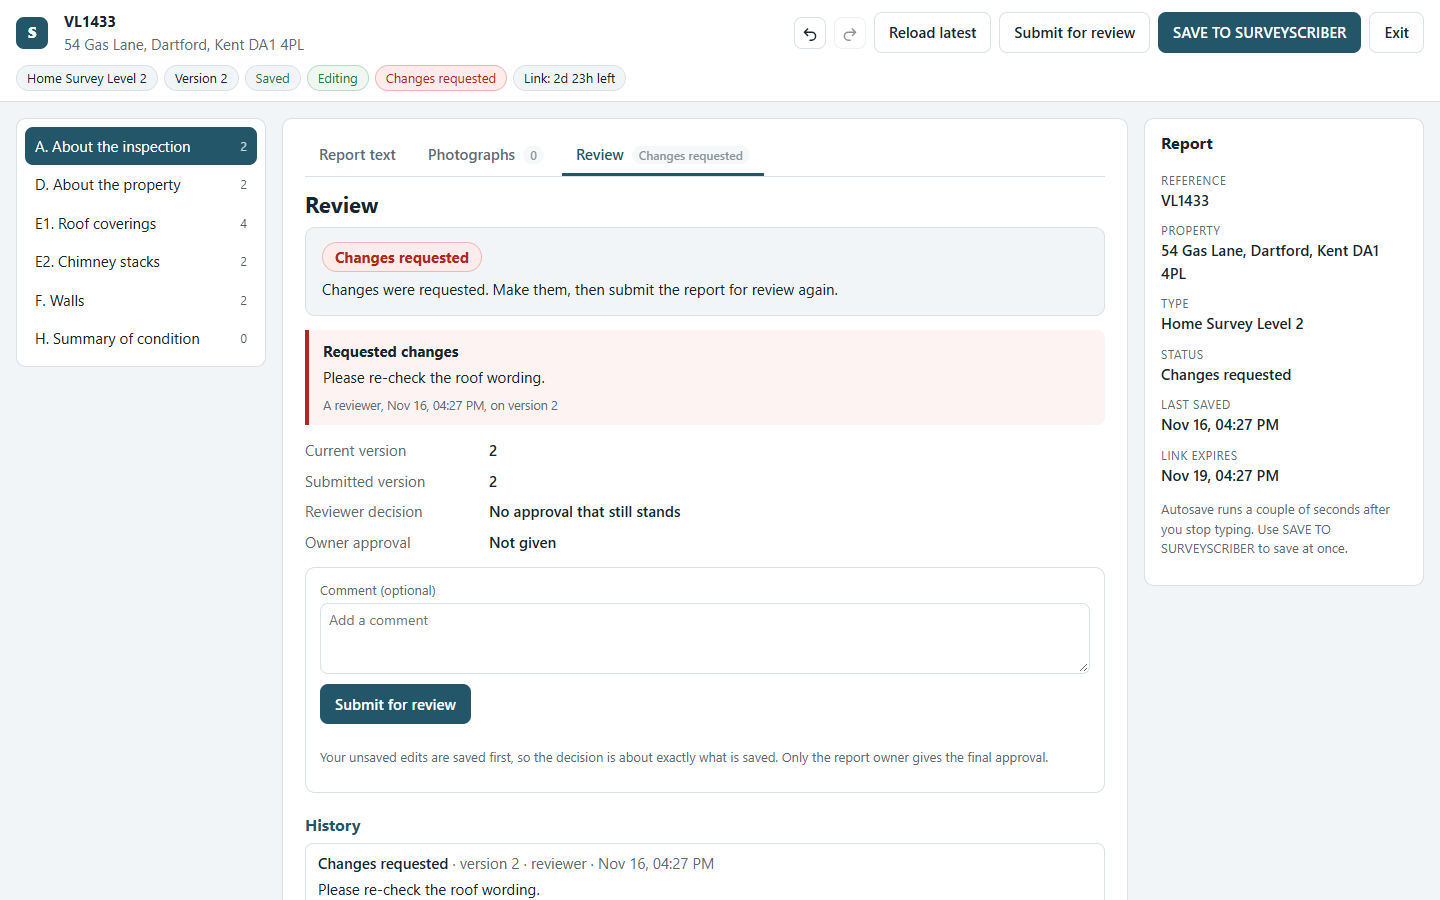 S
VL1433
54 Gas Lane, Dartford, Kent DA1 4PL
Reload latest
Submit for review
SAVE TO SURVEYSCRIBER
Exit
Home Survey Level 2
Version 2
Saved
Editing
Changes requested
Link: 2d 23h left
A. About the inspection 2
D. About the property 2
E1. Roof coverings 4
E2. Chimney stacks 2
F. Walls 2
H. Summary of condition 0
Report text
Photographs 0
Review Changes requested
Review
Changes requested
Changes were requested. Make them, then submit the report for review again.
Requested changes
Please re-check the roof wording.
A reviewer, Nov 16, 04:27 PM, on version 2
Current version 2
Submitted version 2
Reviewer decision No approval that still stands
Owner approval Not given
Comment (optional)
Add a comment
Submit for review
Your unsaved edits are saved first, so the decision is about exactly what is saved. Only the report owner gives the final approval.
History
Changes requested · version 2 · reviewer · Nov 16, 04:27 PM
Please re-check the roof wording.
Report
REFERENCE
VL1433
PROPERTY
54 Gas Lane, Dartford, Kent DA1
4PL
TYPE
Home Survey Level 2
STATUS
Changes requested
LAST SAVED
Nov 16, 04:27 PM
LINK EXPIRES
Nov 19, 04:27 PM
Autosave runs a couple of seconds after
you stop typing. Use SAVE TO
SURVEYSCRIBER to save at once.